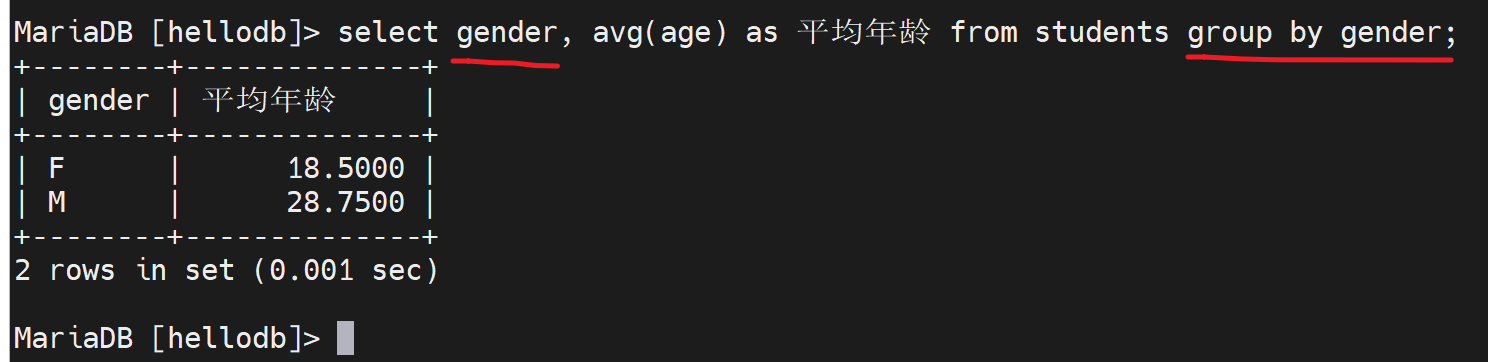 MariaDB [hellodb]> select gender, avg(age) as 平均年龄 from students group by gender;
+--------+--------------+
| gender | 平均年龄     |
+--------+--------------+
| F      |      18.5000 |
| M      |      28.7500 |
+--------+--------------+
2 rows in set (0.001 sec)
MariaDB [hellodb]>